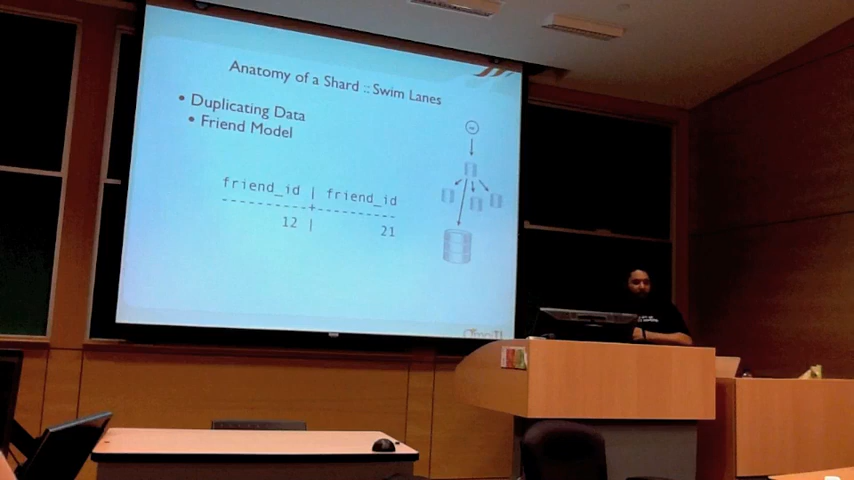 Anatomy of a Shard :: Swim Lanes
• Duplicating Data
• Friend Model
friend_id | friend_id
----------+----------
12 | 21